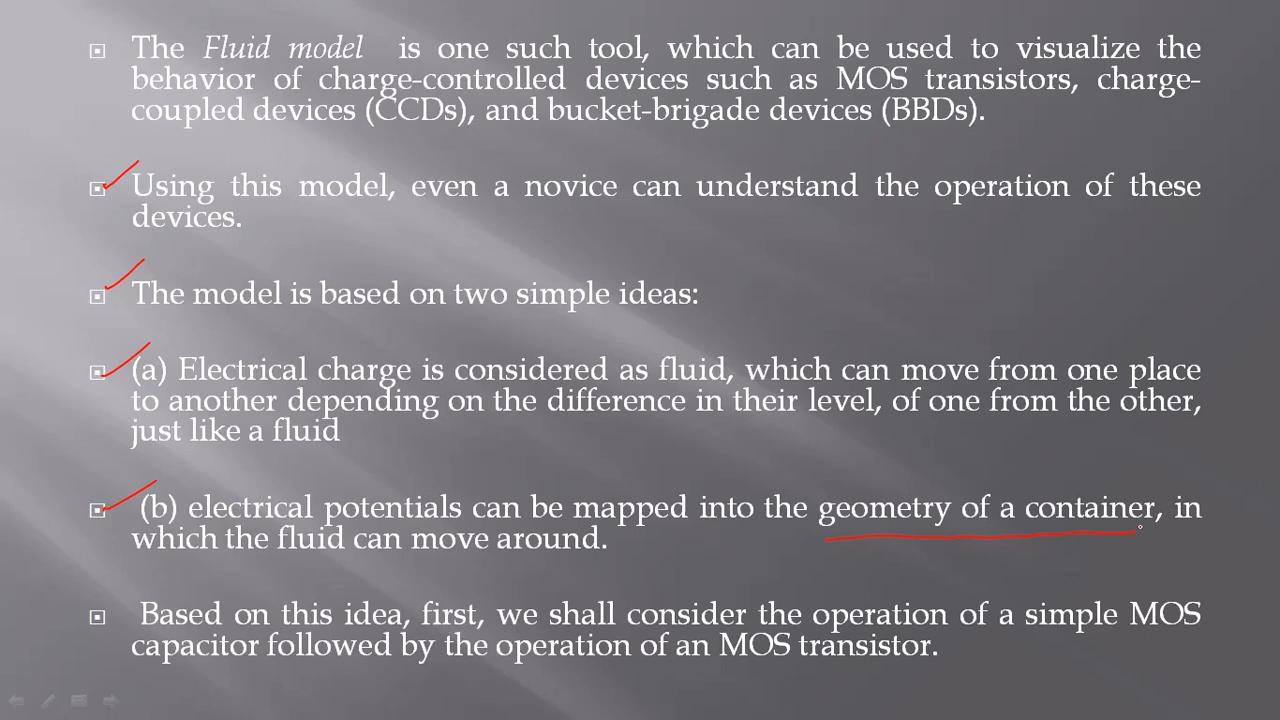 The Fluid model is one such tool, which can be used to visualize the
behavior of charge-controlled devices such as MOS transistors, charge-
coupled devices (CCDs), and bucket-brigade devices (BBDs).
Using this model, even a novice can understand the operation of these
devices.
The model is based on two simple ideas:
(a) Electrical charge is considered as fluid, which can move from one place
to another depending on the difference in their level, of one from the other,
just like a fluid
(b) electrical potentials can be mapped into the geometry of a container, in
which the fluid can move around.
Based on this idea, first, we shall consider the operation of a simple MOS
capacitor followed by the operation of an MOS transistor.